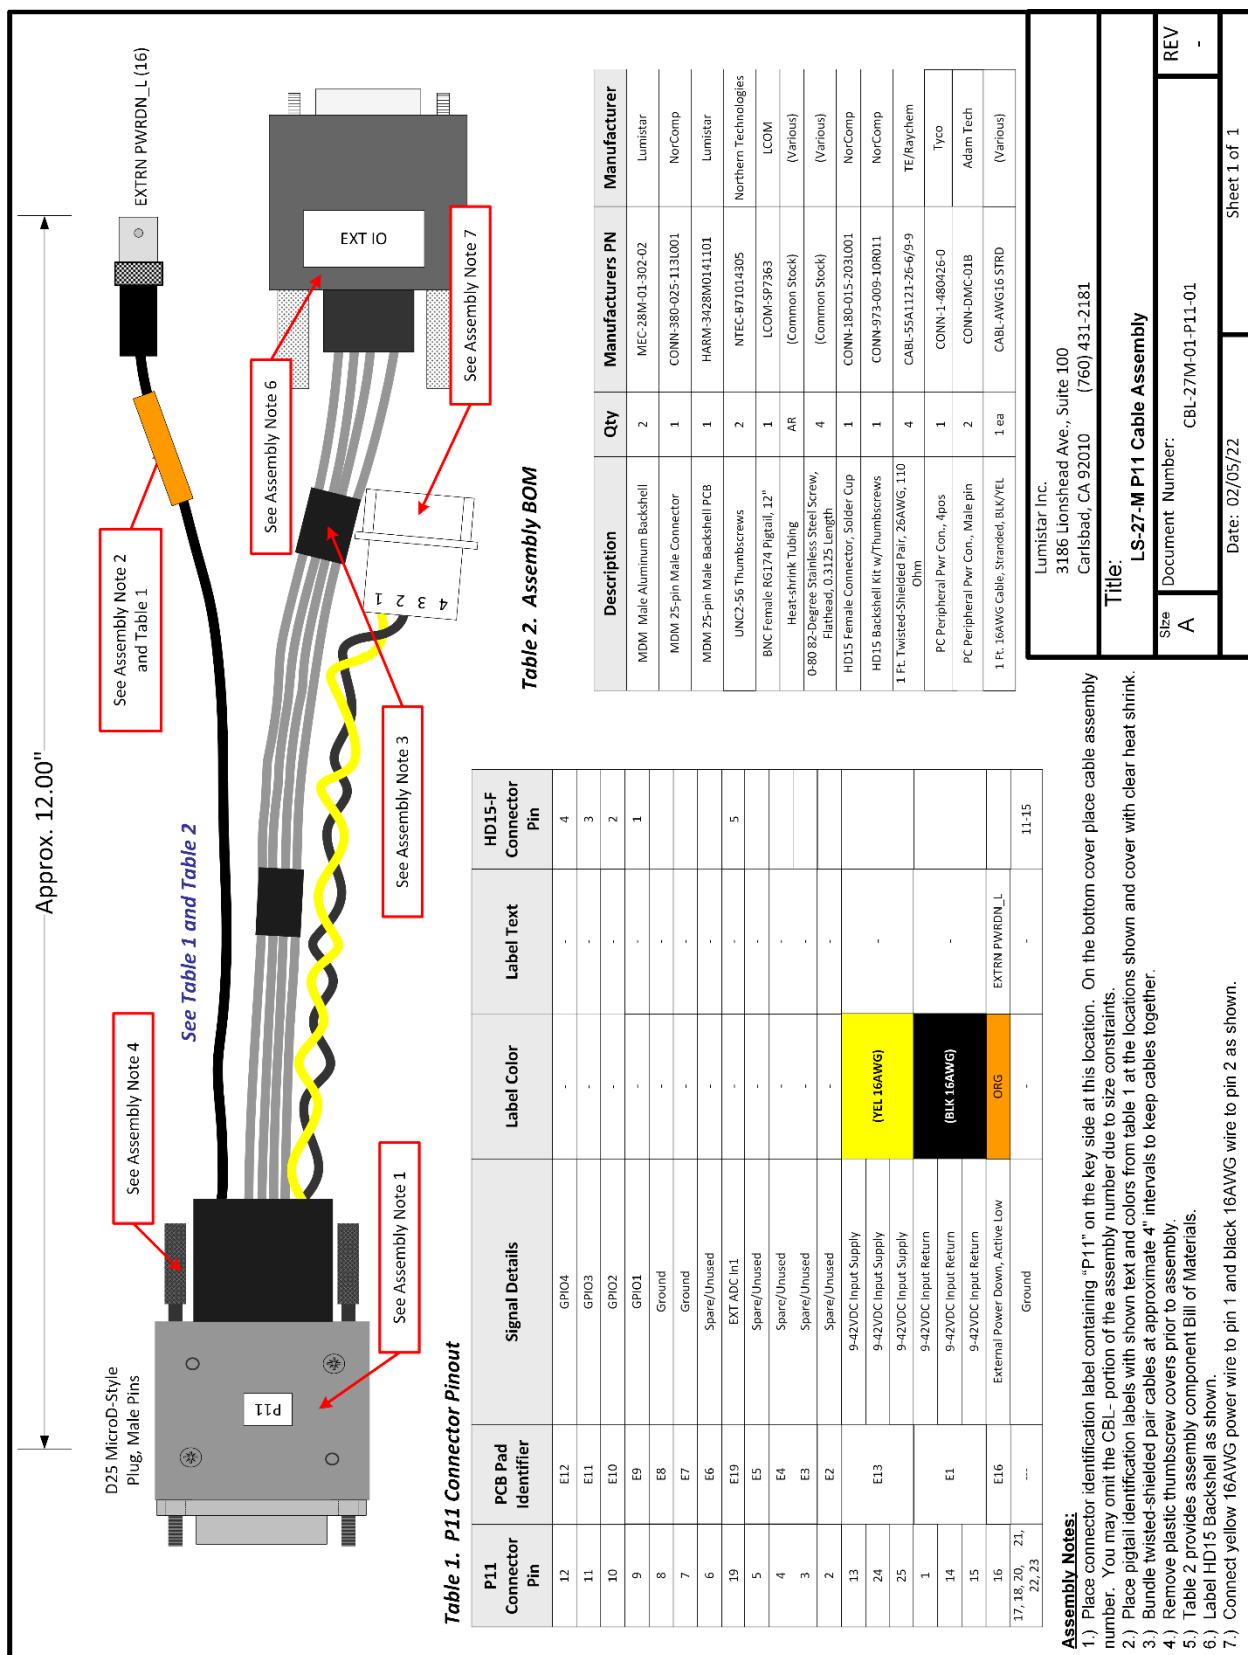 Approx. 12.00"
D25 MicroD-Style
Plug, Male Pins
See Assembly Note 4
See Assembly Note 2
and Table 1
EXTRN PWRDN_L (16)
See Table 1 and Table 2
P11
See Assembly Note 1
See Assembly Note 3
See Assembly Note 6
EXT IO
See Assembly Note 7
1
2
3
4
Table 1. P11 Connector Pinout
P11 Connector Pin PCB Pad Identifier Signal Details Label Color Label Text HD15-F Connector Pin
12 E12 GPIO4 - - 4
11 E11 GPIO3 - - 3
10 E10 GPIO2 - - 2
9 E9 GPIO1 - - 1
8 E8 Ground - -
7 E7 Ground - -
6 E6 Spare/Unused - -
19 E19 EXT ADC In1 - - 5
5 E5 Spare/Unused - -
4 E4 Spare/Unused - -
3 E3 Spare/Unused - -
2 E2 Spare/Unused - -
13 9-42VDC Input Supply
24 E13 9-42VDC Input Supply (YEL 16AWG) -
25 9-42VDC Input Supply
1 9-42VDC Input Return
14 E1 9-42VDC Input Return (BLK 16AWG) -
15 9-42VDC Input Return
16 E16 External Power Down, Active Low ORG EXTRN PWRDN_L
17, 18, 20, 21, 22, 23 --- Ground - - 11-15
Table 2. Assembly BOM
Description Qty Manufacturers PN Manufacturer
MDM Male Aluminum Backshell 2 MEC-28M-01-302-02 Lumistar
MDM 25-pin Male Connector 1 CONN-380-025-113L001 NorComp
MDM 25-pin Male Backshell PCB 1 HARM-3428M0141101 Lumistar
UNC2-56 Thumbscrews 2 NTEC-B71014305 Northern Technologies
BNC Female RG174 Pigtail, 12" 1 LCOM-SP7363 LCOM
Heat-shrink Tubing AR (Common Stock) (Various)
0-80 82-Degree Stainless Steel Screw, Flathead, 0.3125 Length 4 (Common Stock) (Various)
HD15 Female Connector, Solder Cup 1 CONN-180-015-203L001 NorComp
HD15 Backshell Kit w/Thumbscrews 1 CONN-973-009-10R011 NorComp
1 Ft. Twisted-Shielded Pair, 26AWG, 110 Ohm 4 CABL-55A1121-26-6/9-9 TE/Raychem
PC Peripheral Pwr Con., 4pos 1 CONN-1-480426-0 Tyco
PC Peripheral Pwr Con., Male pin 2 CONN-DMC-01B Adam Tech
1 Ft. 16AWG Cable, Stranded, BLK/YEL 1 ea CABL-AWG16 STRD (Various)
Assembly Notes:
1.) Place connector identification label containing "P11" on the key side at this location. On the bottom cover place cable assembly
number. You may omit the CBL- portion of the assembly number due to size constraints.
2.) Place pigtail identification labels with shown text and colors from table 1 at the locations shown and cover with clear heat shrink.
3.) Bundle twisted-shielded pair cables at approximate 4" intervals to keep cables together.
4.) Remove plastic thumbscrew covers prior to assembly.
5.) Table 2 provides assembly component Bill of Materials.
6.) Label HD15 Backshell as shown.
7.) Connect yellow 16AWG power wire to pin 1 and black 16AWG wire to pin 2 as shown.
Lumistar Inc.
3186 Lionshead Ave., Suite 100
Carlsbad, CA 92010 (760) 431-2181
Title:
LS-27-M P11 Cable Assembly
Size
A
Document Number:
CBL-27M-01-P11-01
REV
-
Date: 02/05/22
Sheet 1 of 1